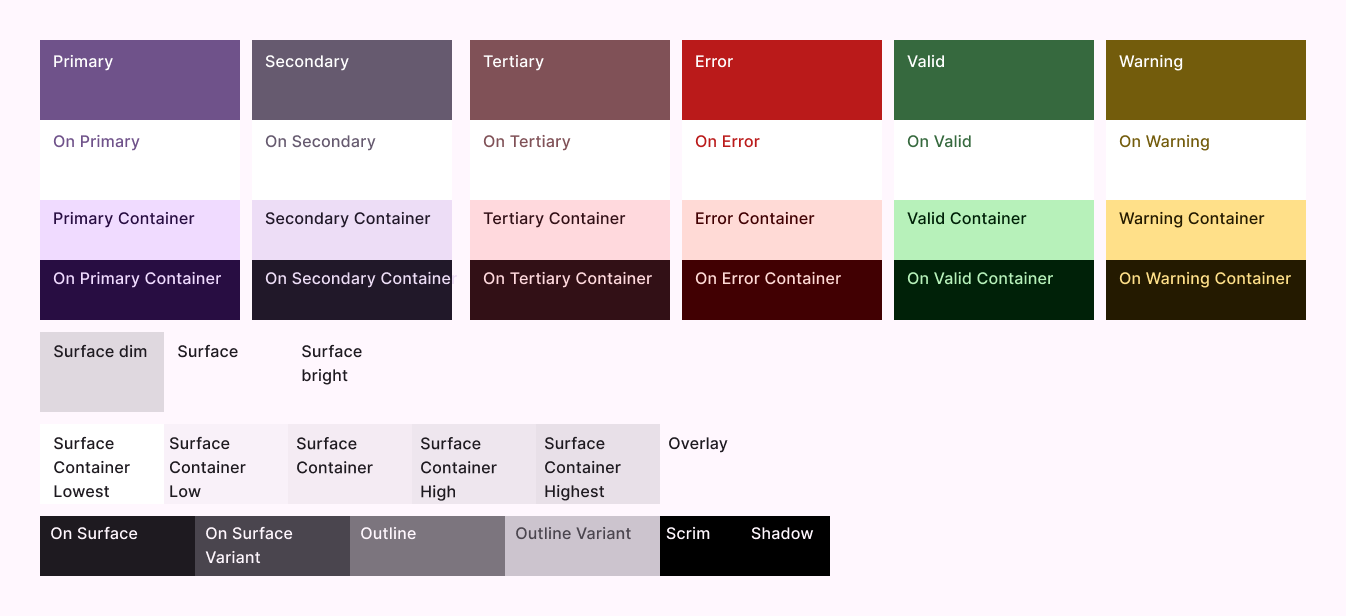 Primary
Secondary
Tertiary
Error
Valid
Warning
On Primary
On Secondary
On Tertiary
On Error
On Valid
On Warning
Primary Container
Secondary Container
Tertiary Container
Error Container
Valid Container
Warning Container
On Primary Container
On Secondary Container
On Tertiary Container
On Error Container
On Valid Container
On Warning Container
Surface dim
Surface
Surface
bright
Surface
Container
Lowest
Surface
Container
Low
Surface
Container
Surface
Container
High
Surface
Container
Highest
Overlay
On Surface
On Surface
Variant
Outline
Outline Variant
Scrim
Shadow